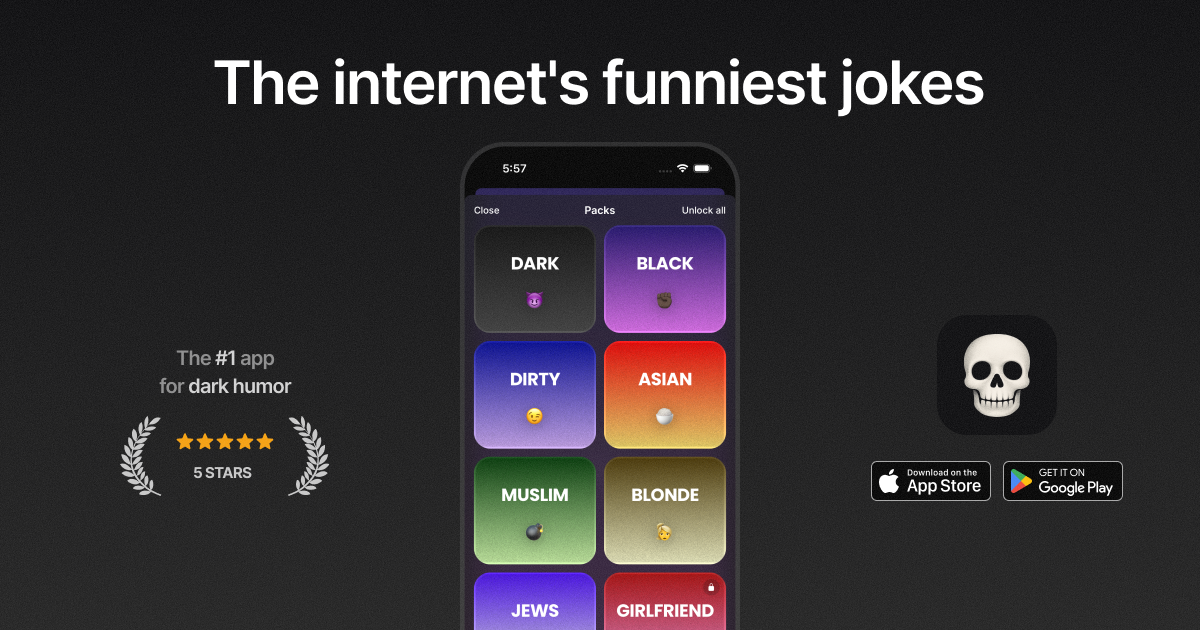 The internet's funniest jokes
5:57
Close Packs Unlock all
DARK BLACK
DIRTY ASIAN
MUSLIM BLONDE
JEWS GIRLFRIEND
The #1 app
for dark humor
5 STARS
Download on the
App Store
GET IT ON
Google Play